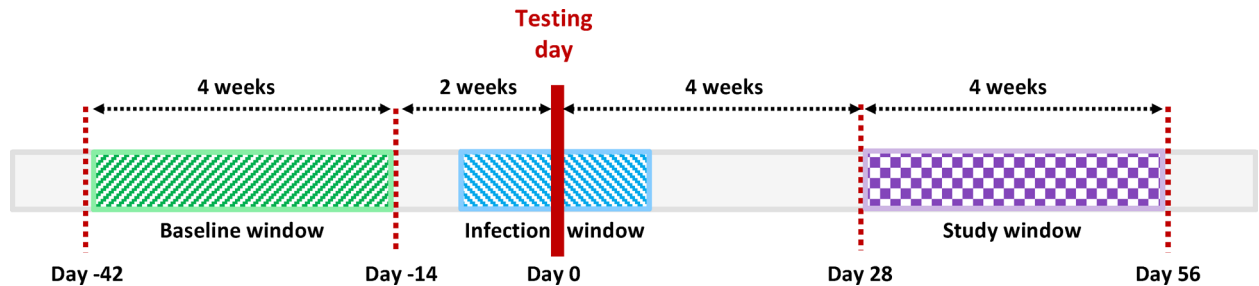 Testing
day
4 weeks
2 weeks
4 weeks
4 weeks
Baseline window
Infection window
Study window
Day -42
Day -14
Day 0
Day 28
Day 56